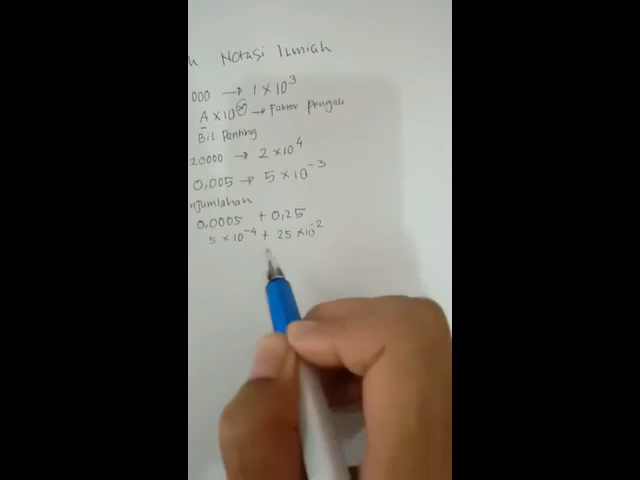 Notasi Ilmiah
000 → 1 × 10³
A × 10ˣ → Faktor Pengali
Bil. Penting
20000 → 2 × 10⁴
0,005 → 5 × 10⁻³
njumlahan
0,0005 + 0,25
5 × 10⁻⁴ + 25 × 10⁻²